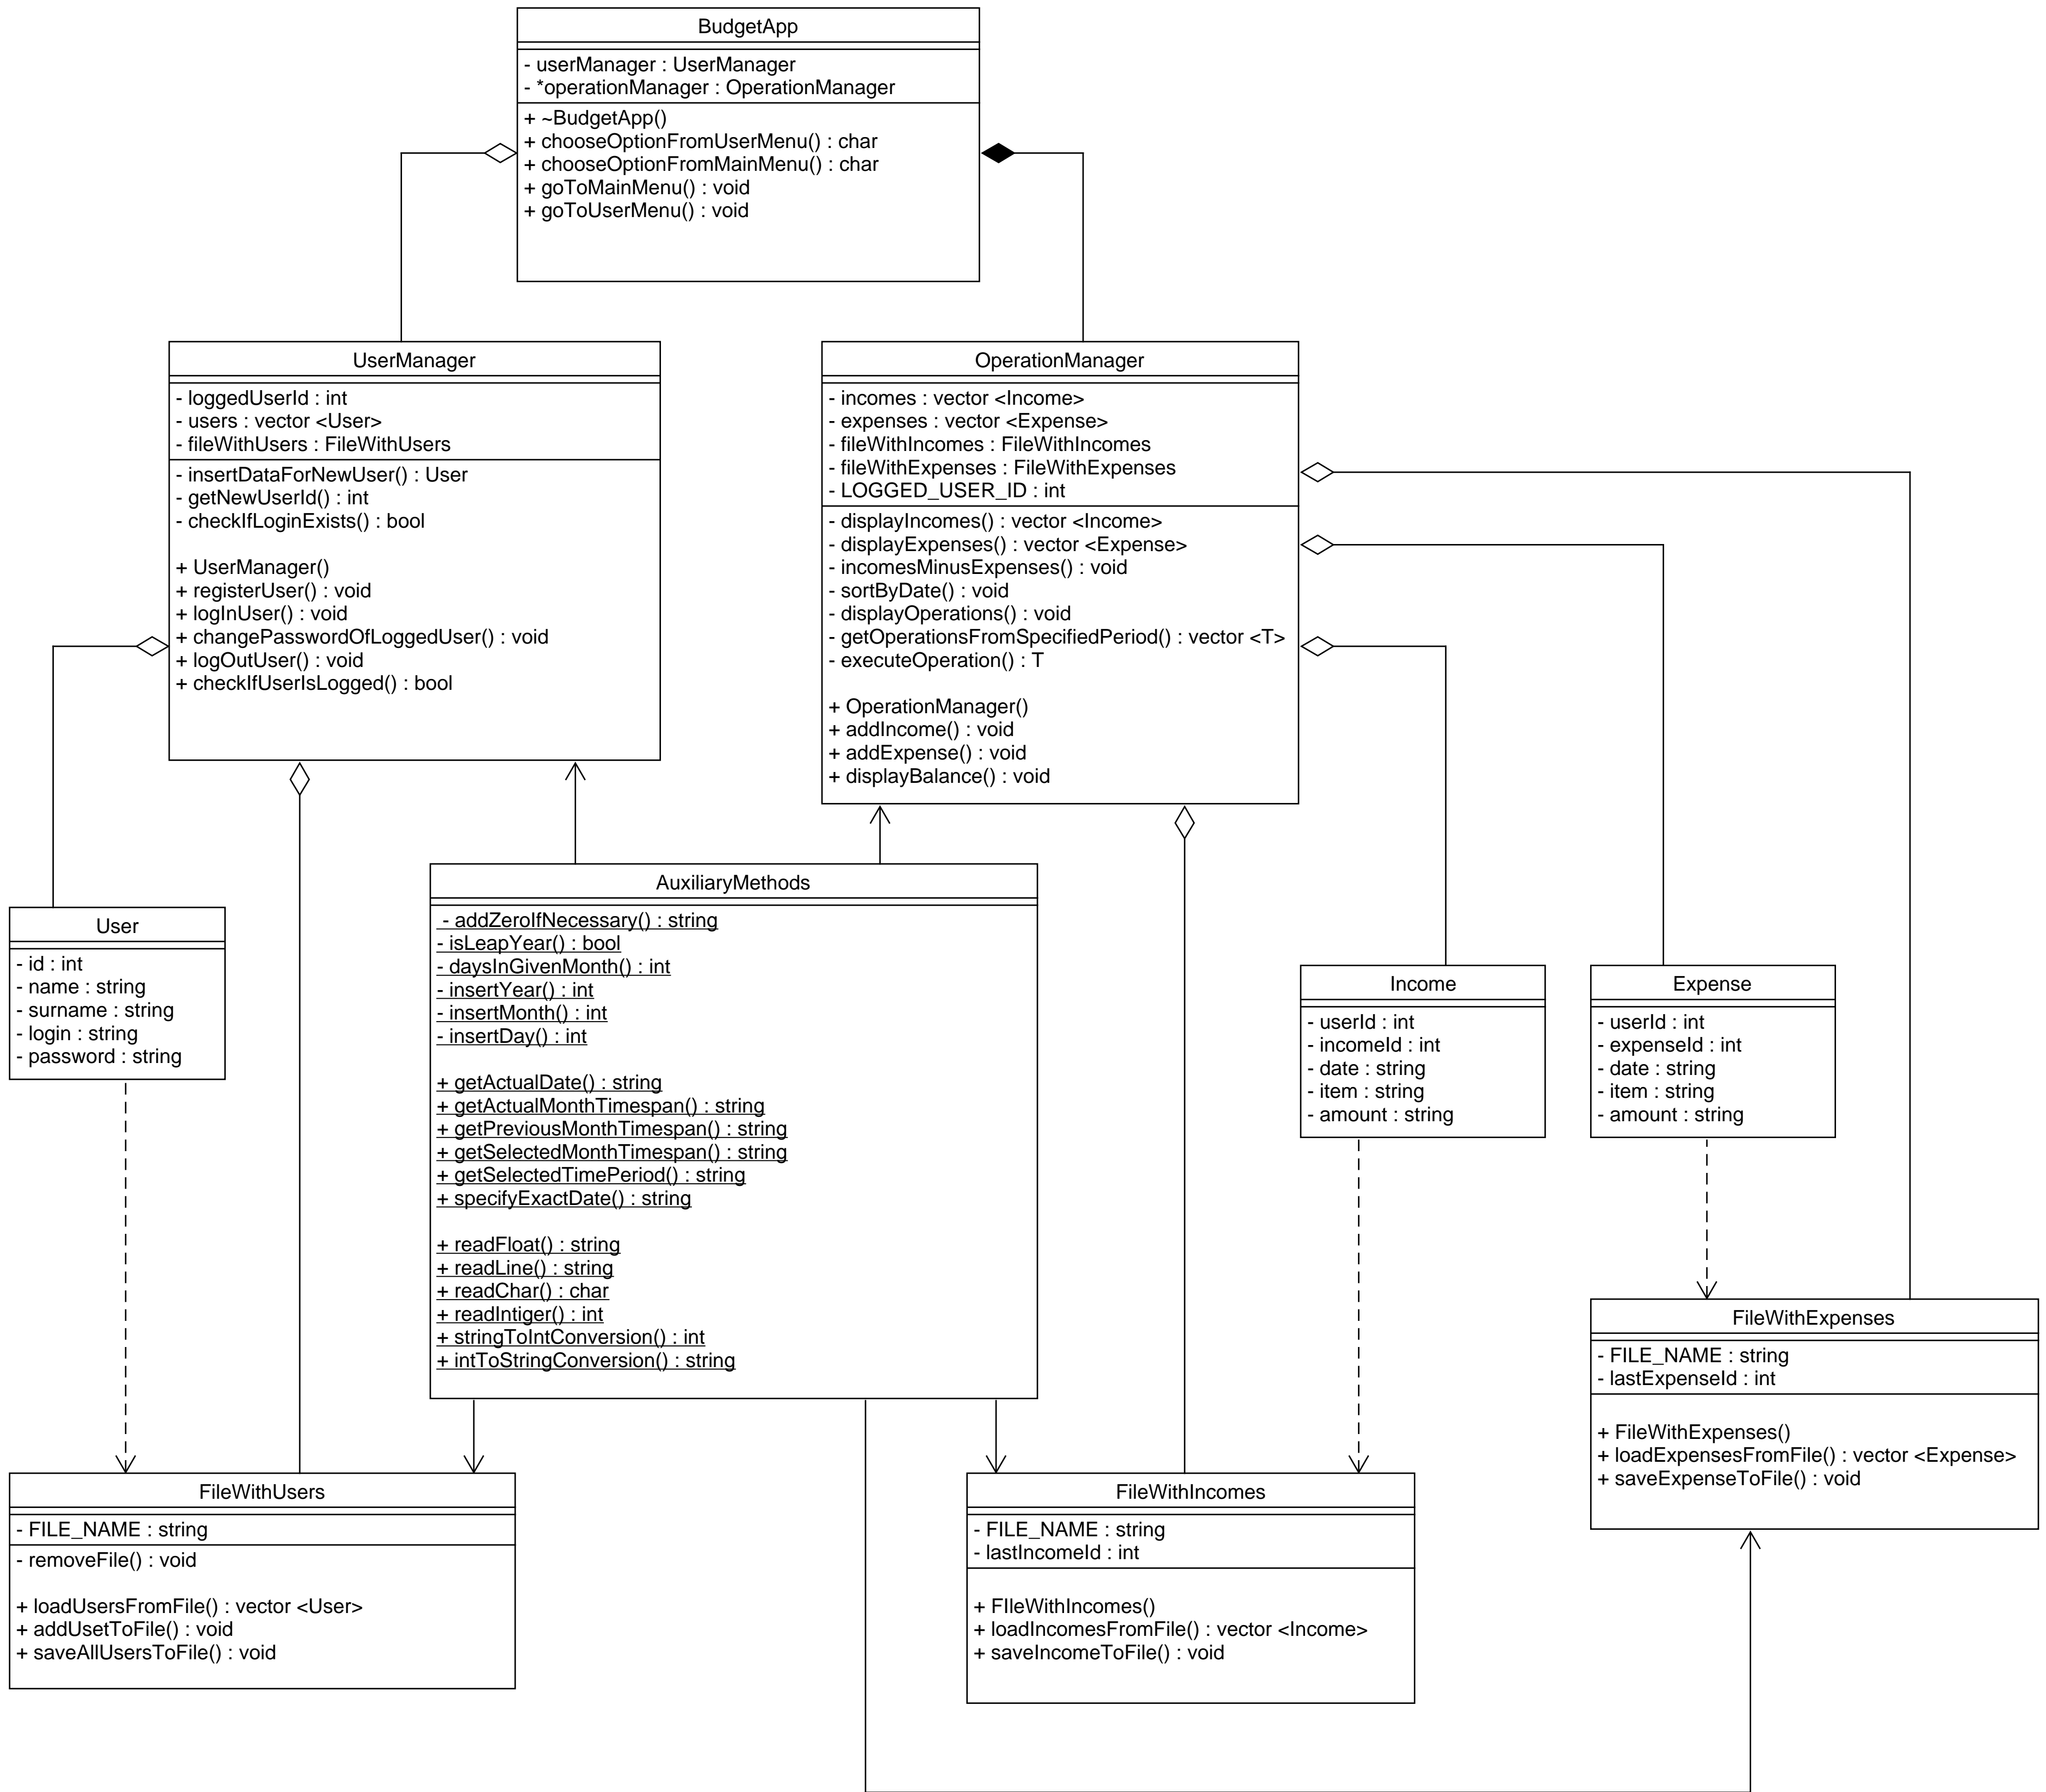 BudgetApp
- userManager : UserManager
- *operationManager : OperationManager
+ ~BudgetApp()
+ chooseOptionFromUserMenu() : char
+ chooseOptionFromMainMenu() : char
+ goToMainMenu() : void
+ goToUserMenu() : void
UserManager
- loggedUserId : int
- users : vector <User>
- fileWithUsers : FileWithUsers
- insertDataForNewUser() : User
- getNewUserId() : int
- checkIfLoginExists() : bool
+ UserManager()
+ registerUser() : void
+ logInUser() : void
+ changePasswordOfLoggedUser() : void
+ logOutUser() : void
+ checkIfUserIsLogged() : bool
OperationManager
- incomes : vector <Income>
- expenses : vector <Expense>
- fileWithIncomes : FileWithIncomes
- fileWithExpenses : FileWithExpenses
- LOGGED_USER_ID : int
- displayIncomes() : vector <Income>
- displayExpenses() : vector <Expense>
- incomesMinusExpenses() : void
- sortByDate() : void
- displayOperations() : void
- getOperationsFromSpecifiedPeriod() : vector <T>
- executeOperation() : T
+ OperationManager()
+ addIncome() : void
+ addExpense() : void
+ displayBalance() : void
User
- id : int
- name : string
- surname : string
- login : string
- password : string
AuxiliaryMethods
- addZeroIfNecessary() : string
- isLeapYear() : bool
- daysInGivenMonth() : int
- insertYear() : int
- insertMonth() : int
- insertDay() : int
+ getActualDate() : string
+ getActualMonthTimespan() : string
+ getPreviousMonthTimespan() : string
+ getSelectedMonthTimespan() : string
+ getSelectedTimePeriod() : string
+ specifyExactDate() : string
+ readFloat() : string
+ readLine() : string
+ readChar() : char
+ readIntiger() : int
+ stringToIntConversion() : int
+ intToStringConversion() : string
Income
- userId : int
- incomeId : int
- date : string
- item : string
- amount : string
Expense
- userId : int
- expenseId : int
- date : string
- item : string
- amount : string
FileWithExpenses
- FILE_NAME : string
- lastExpenseId : int
+ FileWithExpenses()
+ loadExpensesFromFile() : vector <Expense>
+ saveExpenseToFile() : void
FileWithUsers
- FILE_NAME : string
- removeFile() : void
+ loadUsersFromFile() : vector <User>
+ addUsetToFile() : void
+ saveAllUsersToFile() : void
FileWithIncomes
- FILE_NAME : string
- lastIncomeId : int
+ FIleWithIncomes()
+ loadIncomesFromFile() : vector <Income>
+ saveIncomeToFile() : void